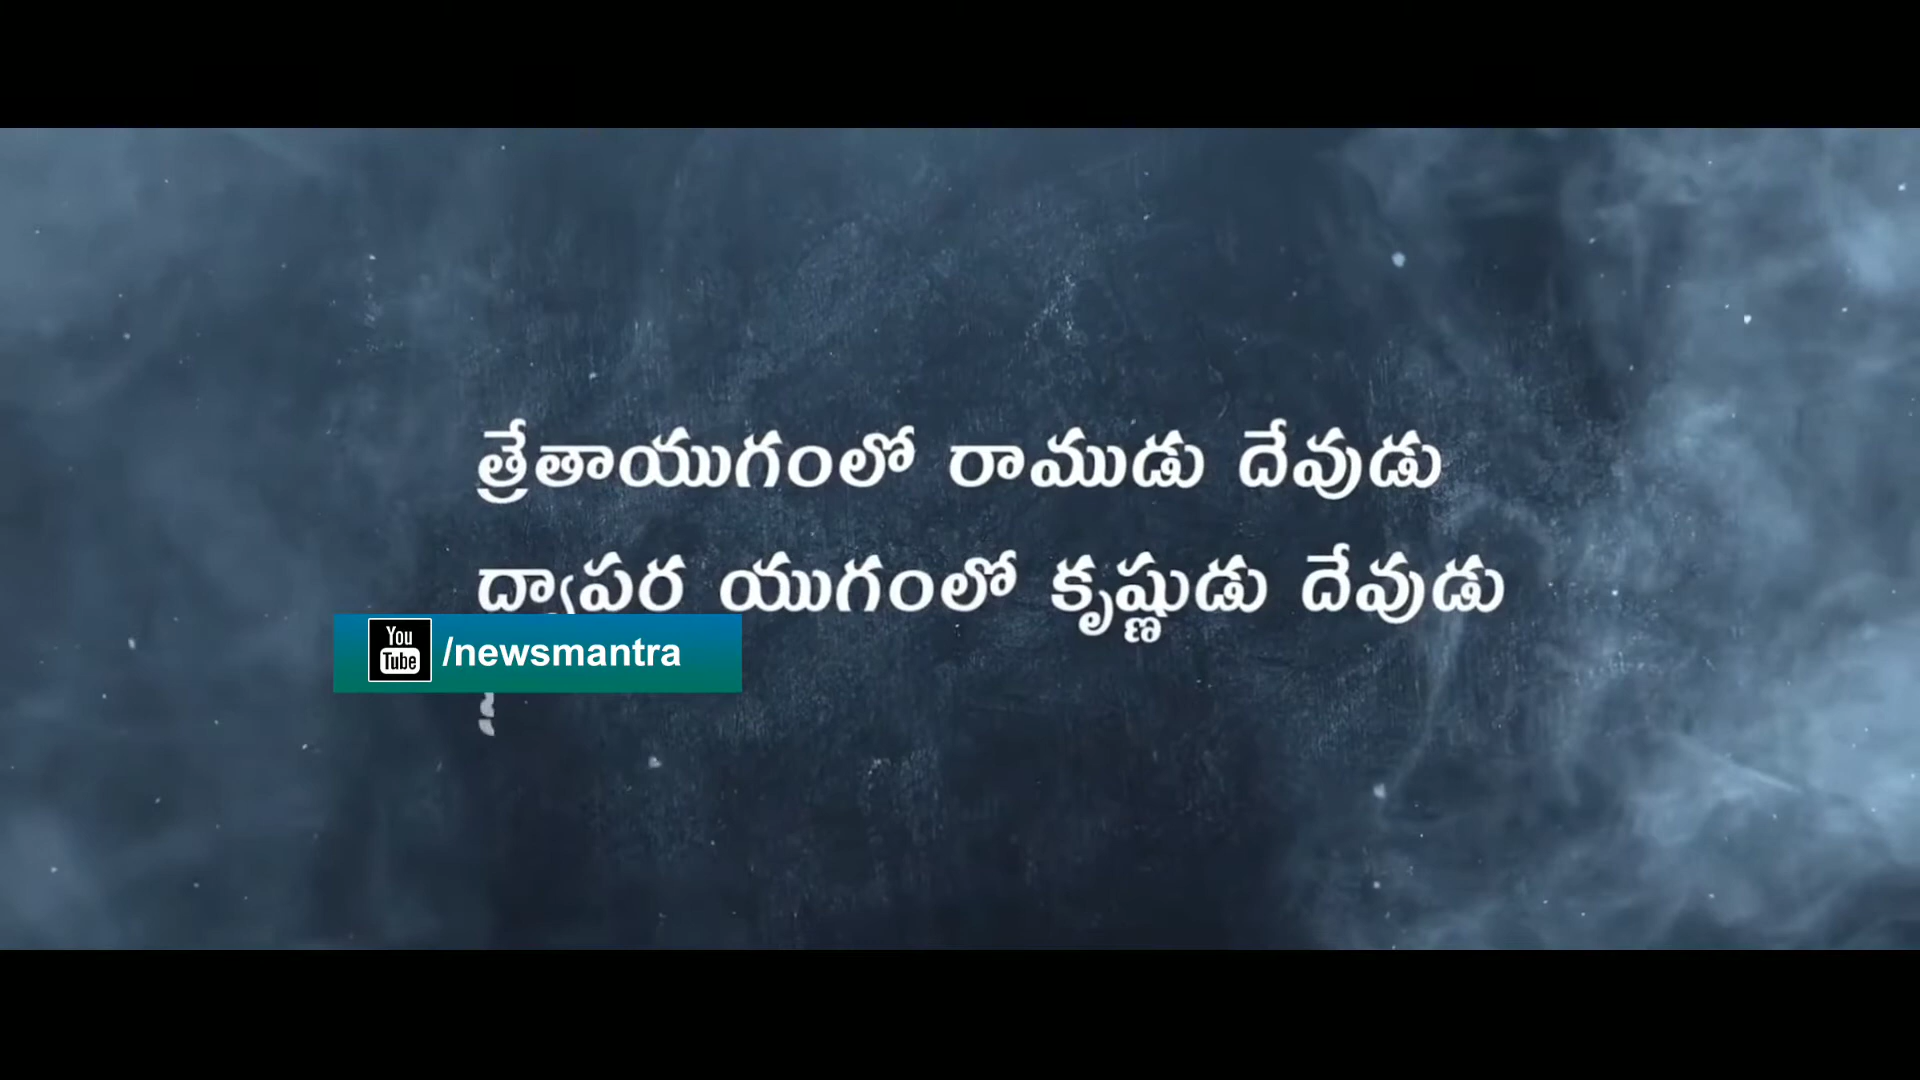 త్రేతాయుగంలో రాముడు దేవుడు
ద్వాపర యుగంలో కృష్ణుడు దేవుడు
You Tube /newsmantra